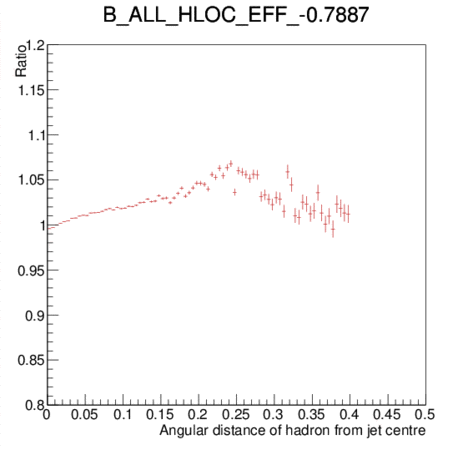 B_ALL_HLOC_EFF_-0.7887
Ratio
1.2
1.15
1.1
1.05
1
0.95
0.9
0.85
0.8
0 0.05 0.1 0.15 0.2 0.25 0.3 0.35 0.4 0.45 0.5
Angular distance of hadron from jet centre